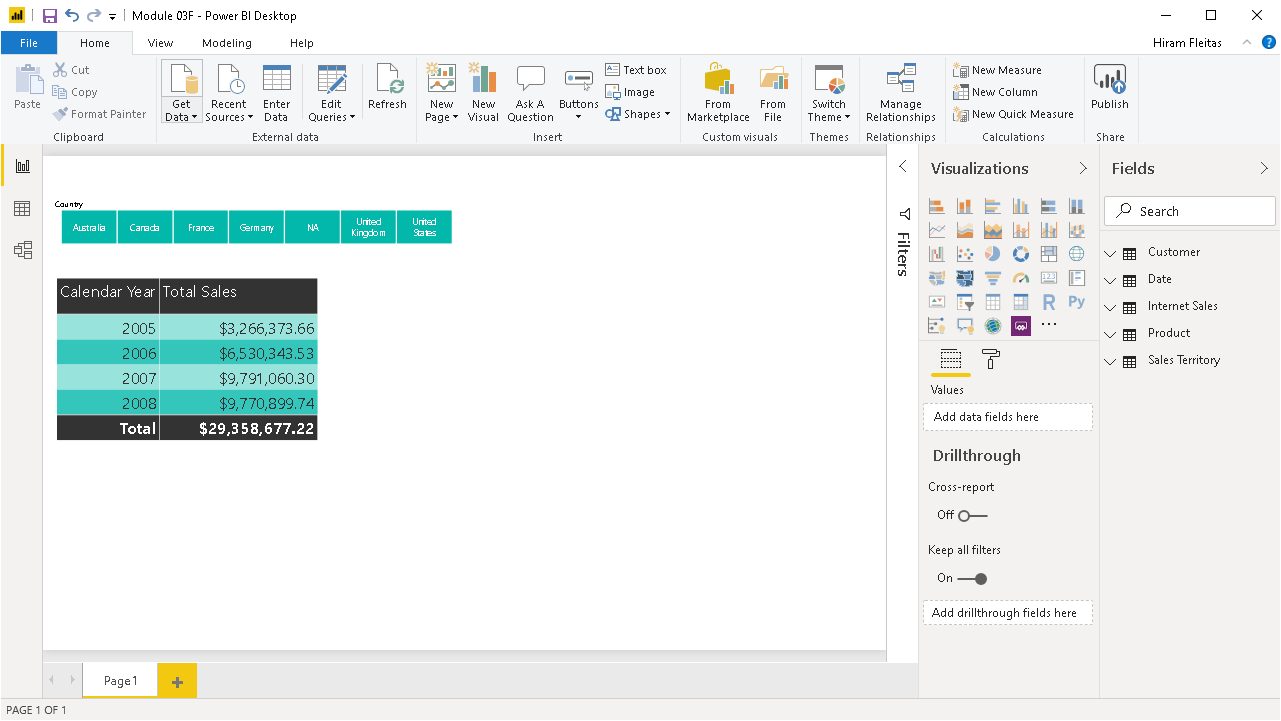 Module 03F - Power BI Desktop
File Home View Modeling Help Hiram Fleitas ?
Paste
Cut
Copy
Format Painter
Clipboard
Get Data
Recent Sources
Enter Data
Edit Queries
Refresh
External data
New Page
New Visual
Ask A Question
Buttons
Text box
Image
Shapes
Insert
From Marketplace
From File
Custom visuals
Switch Theme
Themes
Manage Relationships
Relationships
New Measure
New Column
New Quick Measure
Calculations
Publish
Share
Country
Australia Canada France Germany NA United Kingdom United States
Calendar Year Total Sales
2005 $3,266,373.66
2006 $6,530,343.53
2007 $9,791,060.30
2008 $9,770,899.74
Total $29,358,677.22
Filters
Visualizations
R Py
123
Values
Add data fields here
Drillthrough
Cross-report
Off
Keep all filters
On
Add drillthrough fields here
Fields
Search
Customer
Date
Internet Sales
Product
Sales Territory
Page1
PAGE 1 OF 1